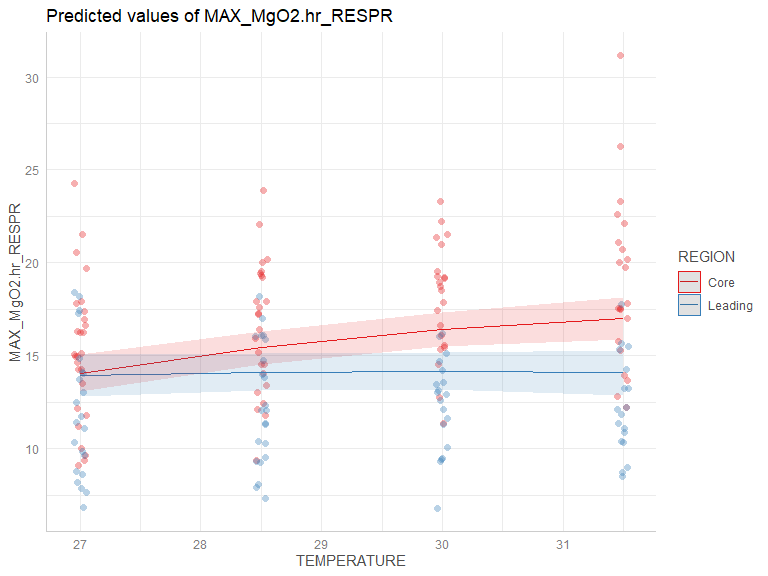 Predicted values of MAX_MgO2.hr_RESPR
MAX_MgO2.hr_RESPR
30
25
20
15
10
27 28 29 30 31
TEMPERATURE
REGION
Core
Leading